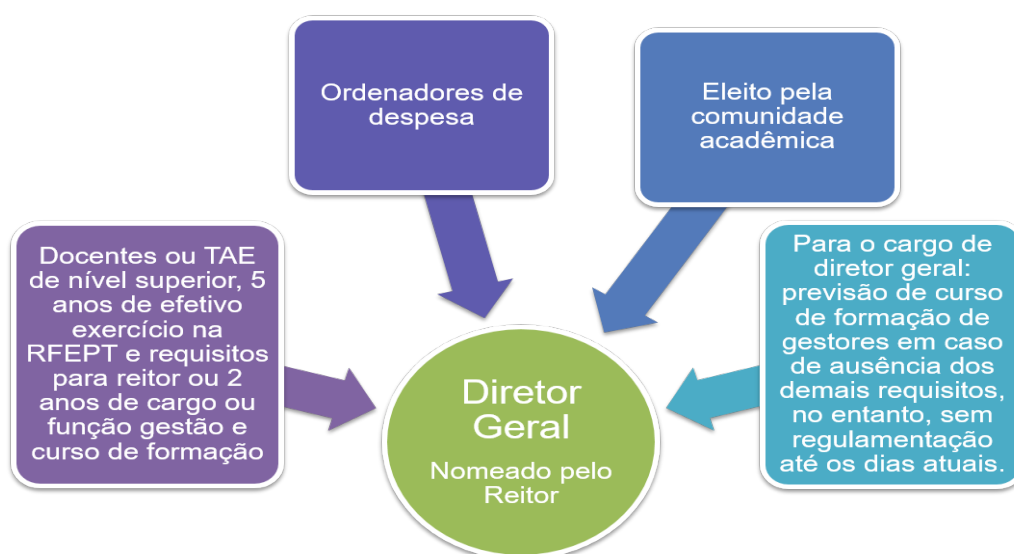 Ordenadores de
despesa
Eleito pela
comunidade
acadêmica
Docentes ou TAE
de nível superior, 5
anos de efetivo
exercício na
RFEPT e requisitos
para reitor ou 2
anos de cargo ou
função gestão e
curso de formação
Para o cargo de
diretor geral:
previsão de curso
de formação de
gestores em caso
de ausência dos
demais requisitos,
no entanto, sem
regulamentação
até os dias atuais.
Diretor
Geral
Nomeado pelo
Reitor